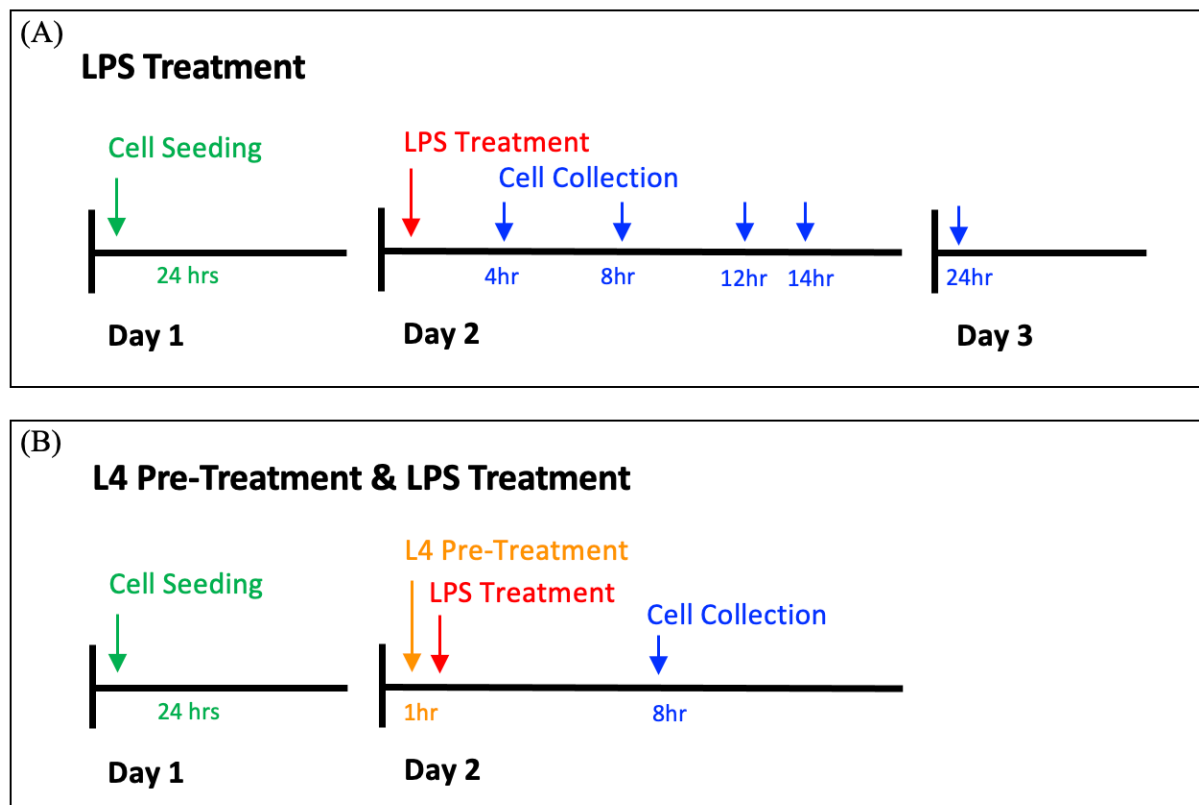 (A)
LPS Treatment
Cell Seeding
LPS Treatment
Cell Collection
24 hrs
4hr
8hr
12hr
14hr
24hr
Day 1
Day 2
Day 3
(B)
L4 Pre-Treatment & LPS Treatment
L4 Pre-Treatment
Cell Seeding
LPS Treatment
Cell Collection
24 hrs
1hr
8hr
Day 1
Day 2